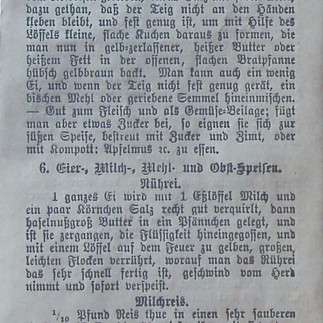 dazu gethan, daß der Teig nicht an den Händen
kleben bleibt, und fest genug ist, um mit Hilfe des
Löffels kleine, flache Kuchen daraus zu formen, die
man nun in gelb-zerlassener, heißer Butter oder
heißem Fett in der offenen, flachen Bratpfanne
hübsch gelbbraun backt. Man kann auch ein wenig
Ei, und wenn der Teig nicht fest genug gerät, ein
bischen Mehl oder geriebene Semmel hineinmischen.
— Gut zum Fleisch und als Gemüse-Beilage; fügt
man aber etwas Zucker bei, so eignen sie sich zur
süßen Speise, bestreut mit Zucker und Zimt, oder
mit Kompott: Apfelmus ꝛc. zu essen.
6. Eier-, Milch-, Mehl- und Obst-Speisen.
Rührei.
1 ganzes Ei wird mit 1 Eßlöffel Milch und
ein paar Körnchen Salz recht gut verquirlt, dann
haselnußgroß Butter in ein Pfännchen gelegt, und
ist sie zergangen, die Flüssigkeit hineingegossen, und
mit einem Löffel auf dem Feuer zu gelben, großen,
leichten Flocken verrührt, worauf man das Rührei
das sehr schnell fertig ist, geschwind vom Herd
nimmt und sofort verspeist.
Milchreis.
1/10 Pfund Reis thue in einen sehr sauberen